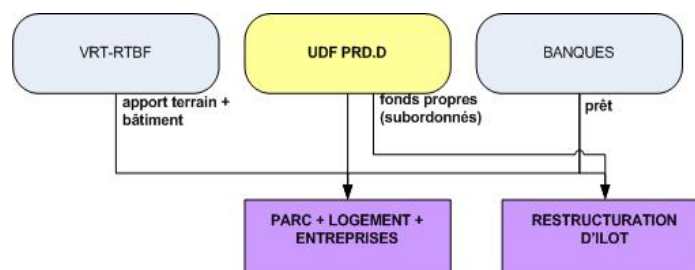 VRT-RTBF
UDF PRD.D
BANQUES
apport terrain +
bâtiment
fonds propres
(subordonnés)
prêt
PARC + LOGEMENT +
ENTREPRISES
RESTRUCTURATION
D'ILOT